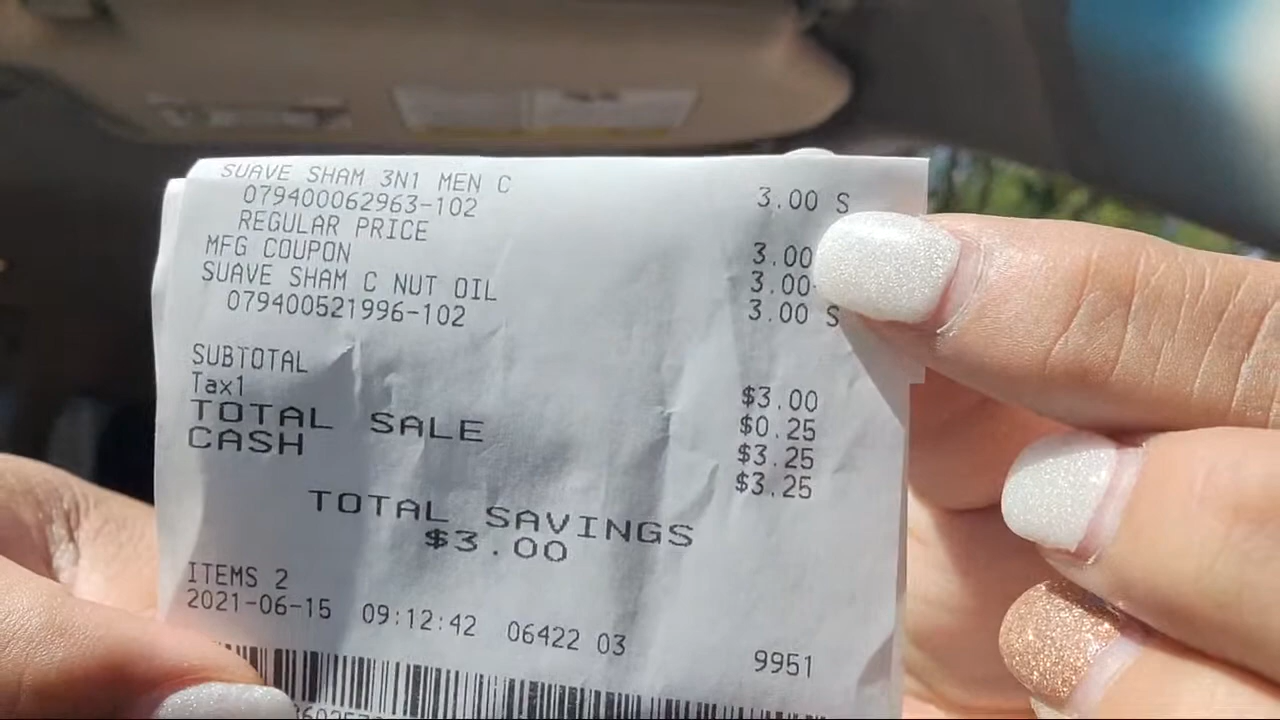 SUAVE SHAM 3N1 MEN C 3.00 S
079400062963-102
REGULAR PRICE 3.00
MFG COUPON 3.00-
SUAVE SHAM C NUT OIL 3.00 S
079400521996-102
SUBTOTAL $3.00
Tax1 $0.25
TOTAL SALE $3.25
CASH $3.25
TOTAL SAVINGS
$3.00
ITEMS 2
2021-06-15 09:12:42 06422 03 9951